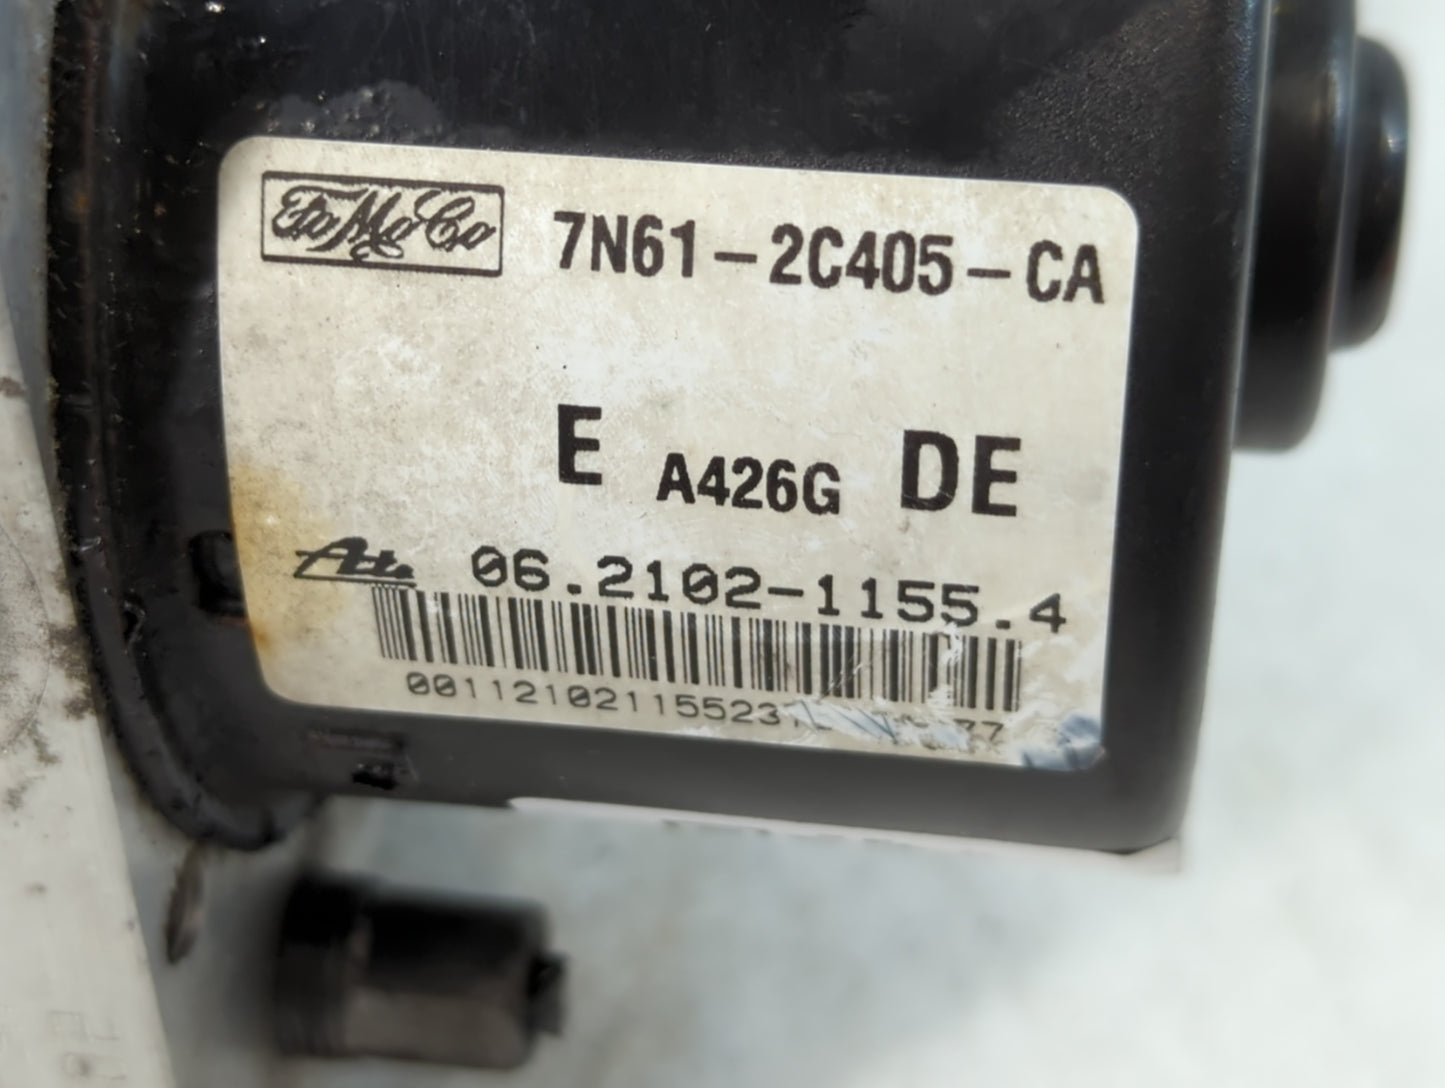 FoMoCo 7N61-2C405-CA
E A426G DE
Ate 06.2102-1155.4